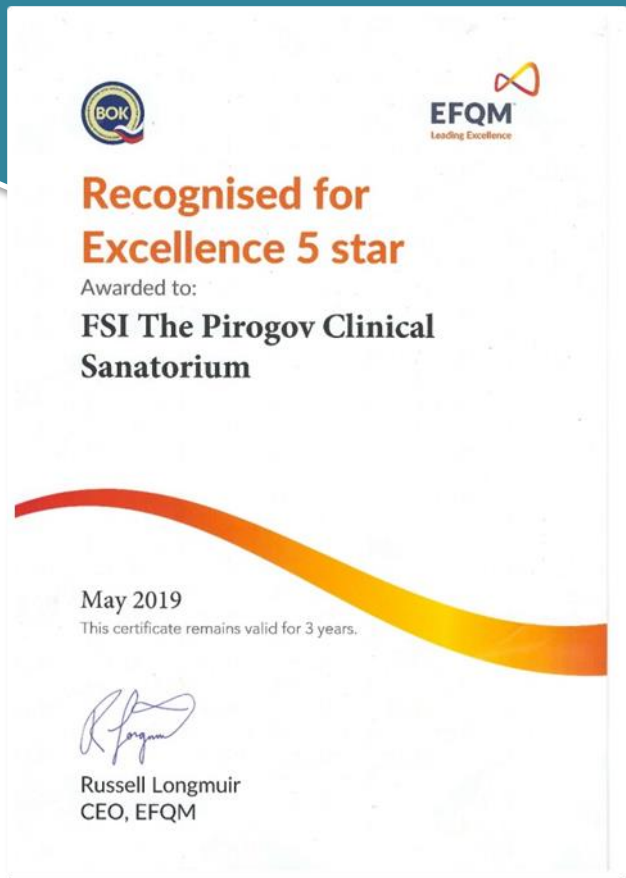 BOK
EFQM
Leading Excellence
Recognised for
Excellence 5 star
Awarded to:
FSI The Pirogov Clinical
Sanatorium
May 2019
This certificate remains valid for 3 years.
Russell Longmuir
CEO, EFQM